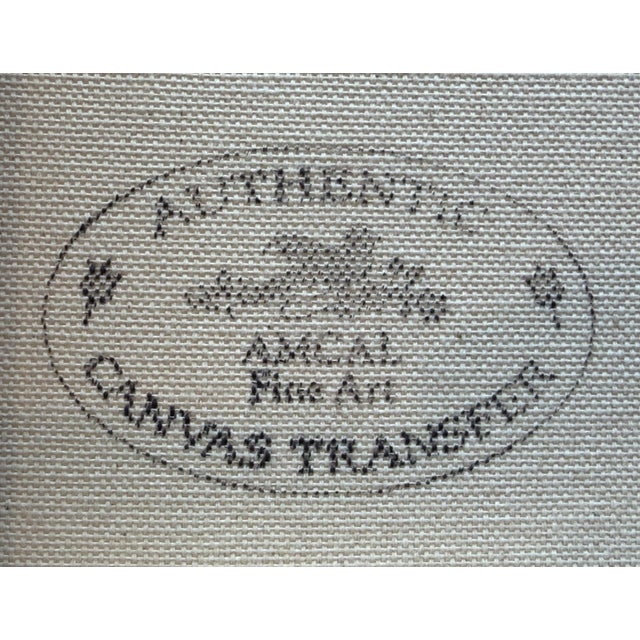 AUTHENTIC
AMCAL
Fine Art
CANVAS TRANSFER